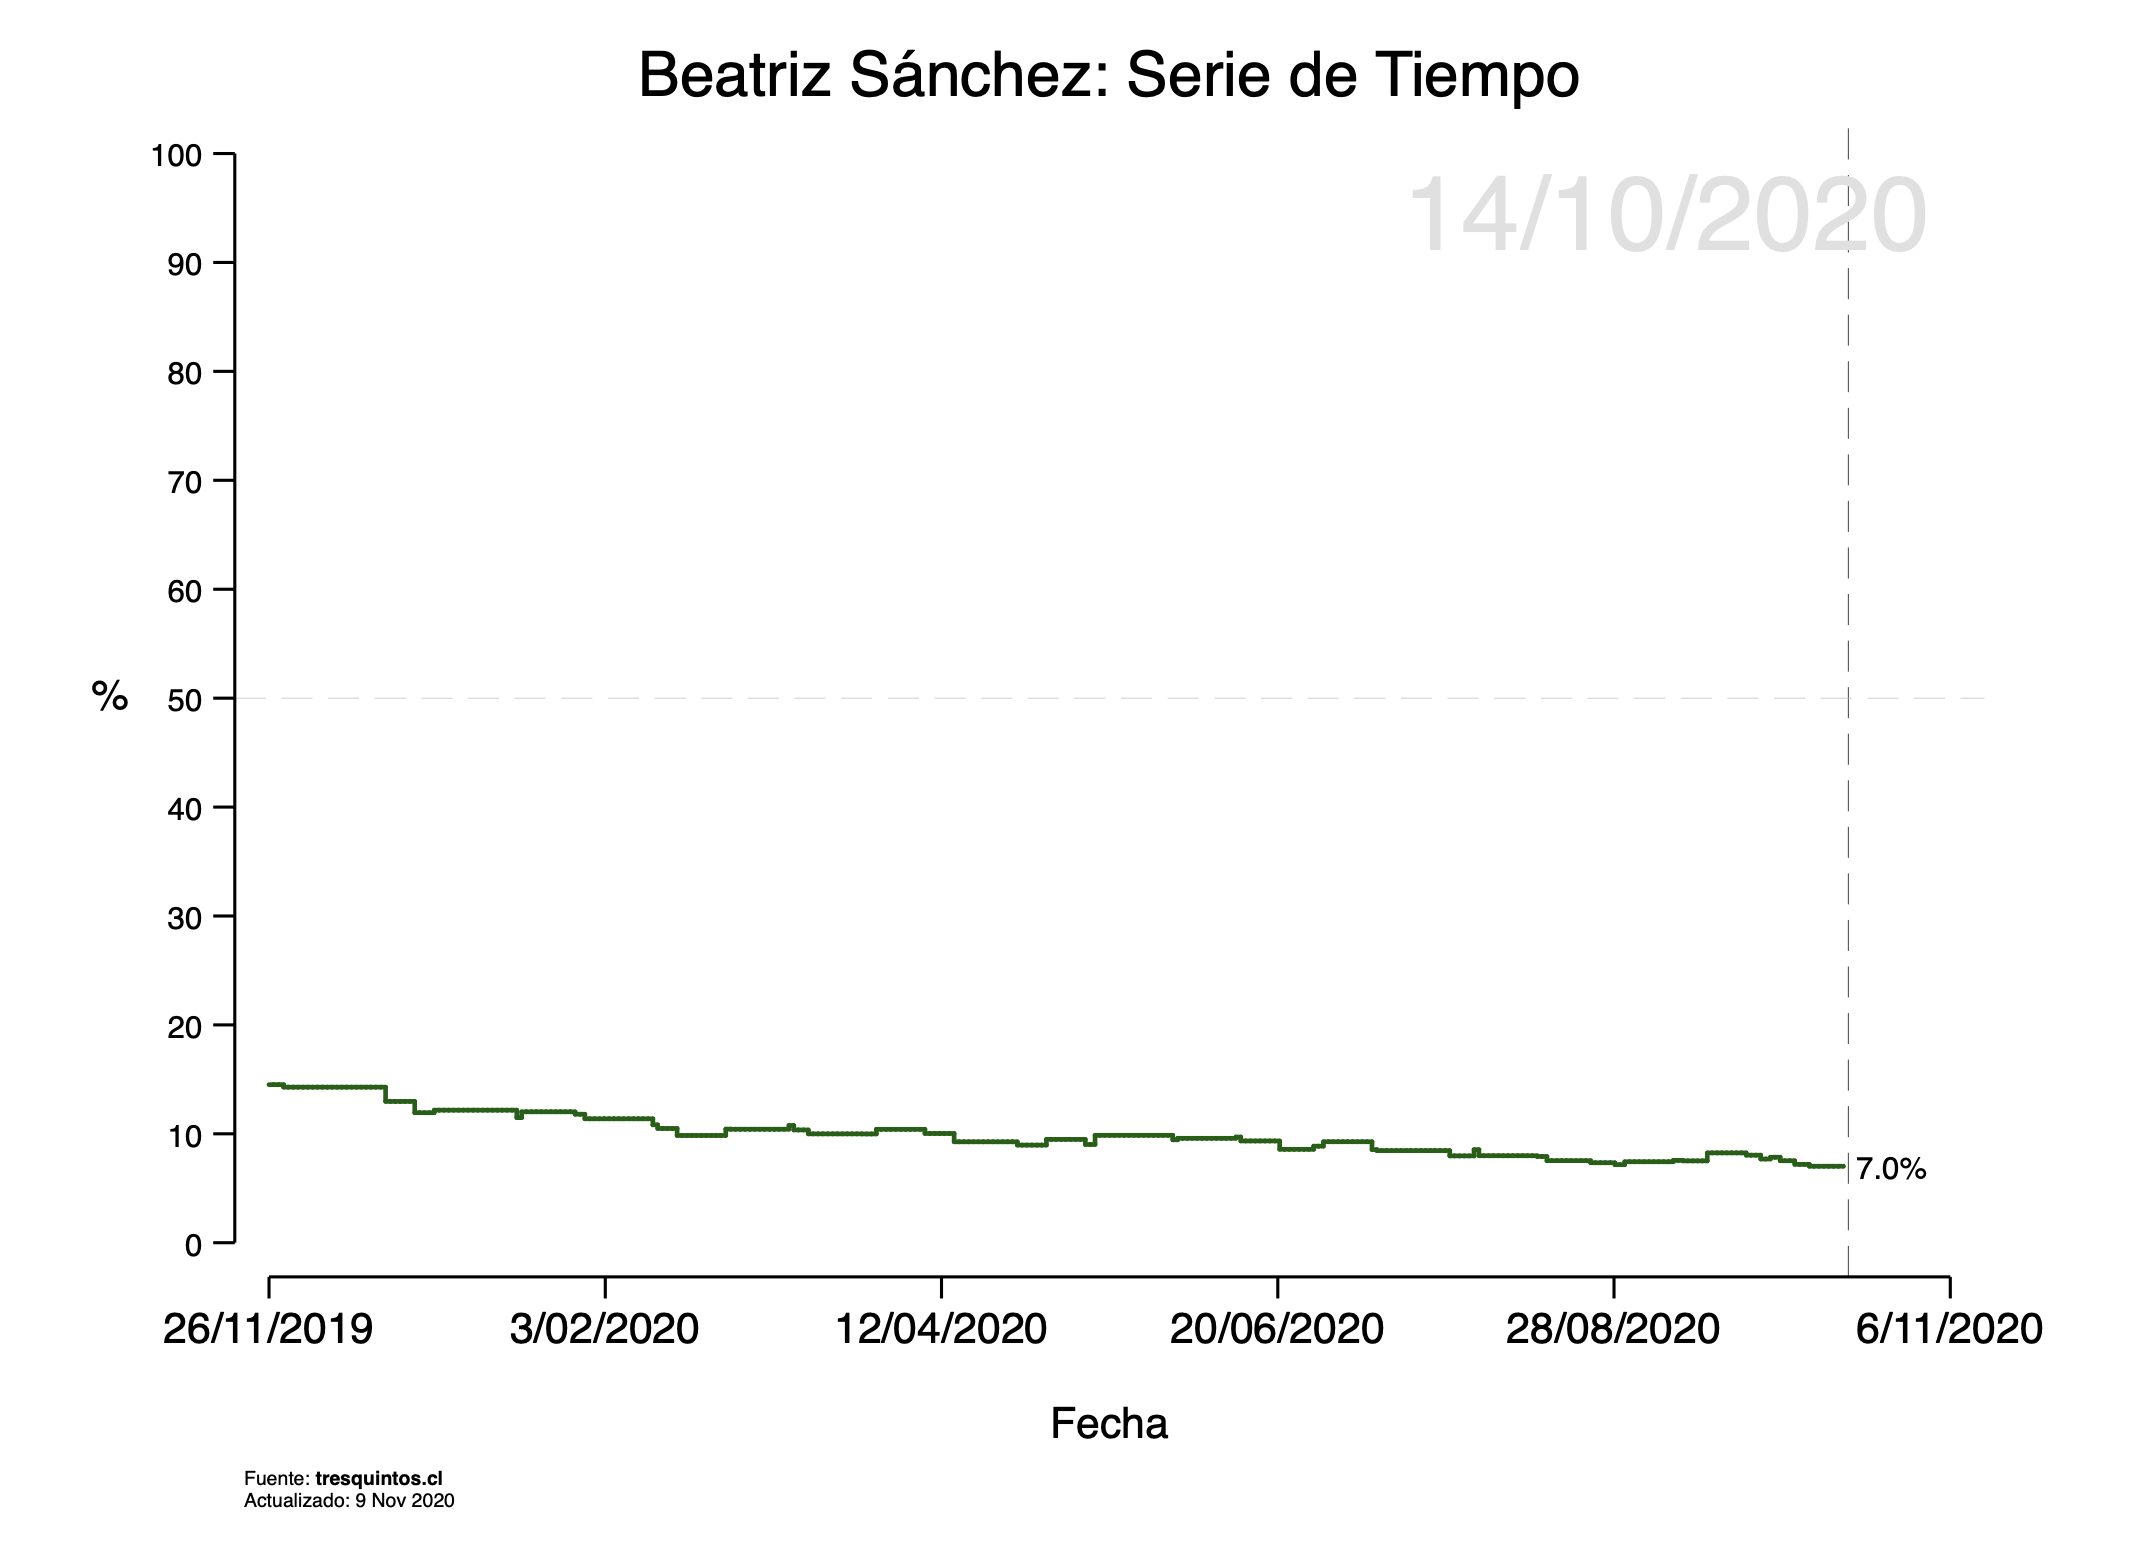 Beatriz Sánchez: Serie de Tiempo
14/10/2020
100
90
80
70
60
50
40
30
20
10
0
%
7.0%
26/11/2019 3/02/2020 12/04/2020 20/06/2020 28/08/2020 6/11/2020
Fecha
Fuente: tresquintos.cl
Actualizado: 9 Nov 2020